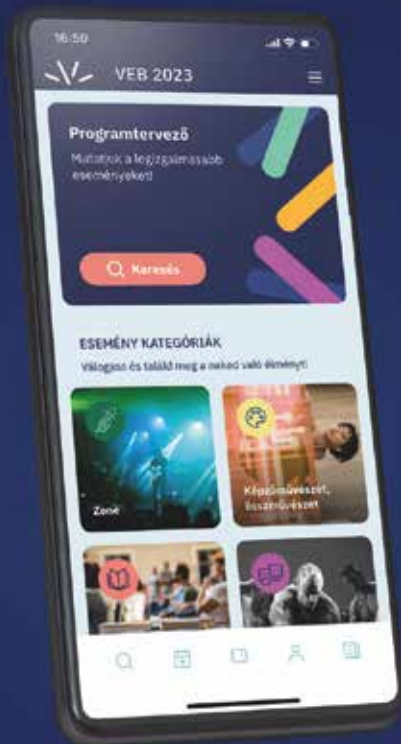 16:50
VEB 2023
Programtervező
Mutatjuk a legizgalmasabb
eseményeket!
Keresés
ESEMÉNY KATEGÓRIÁK
Válogass és találd meg a neked való élményt!
Zene
Képzőművészet,
összművészet